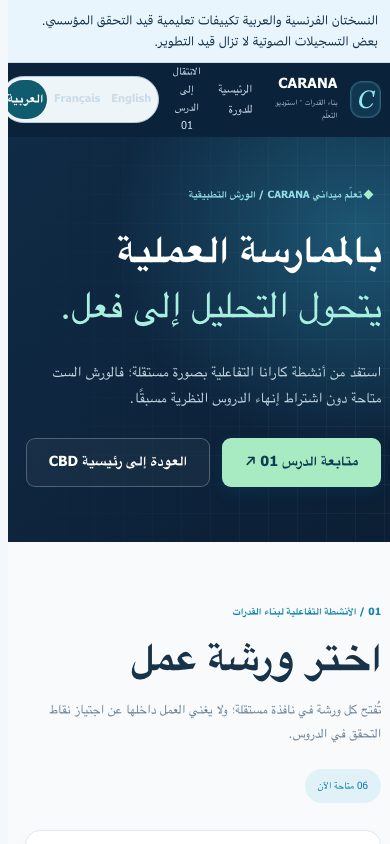 النسختان الفرنسية والعربية تكييفات تعليمية قيد التحقق المؤسسي.
بعض التسجيلات الصوتية لا تزال قيد التطوير.
C
CARANA
بناء القدرات · استوديو
التعلّم
الرئيسية
للدورة
الانتقال
إلى
الدرس
01
English Français العربية
تعلّم ميداني CARANA / الورش التطبيقية
بالممارسة العملية
يتحول التحليل إلى فعل.
استفد من أنشطة كارانا التفاعلية بصورة مستقلة؛ فالورش الست
متاحة دون اشتراط إنهاء الدروس النظرية مسبقًا.
متابعة الدرس 01 ↗
العودة إلى رئيسية CBD
01 / الأنشطة التفاعلية لبناء القدرات
اختر ورشة عمل
تُفتح كل ورشة في نافذة مستقلة؛ ولا يغني العمل داخلها عن اجتياز نقاط
التحقق في الدروس.
06 متاحة الآن